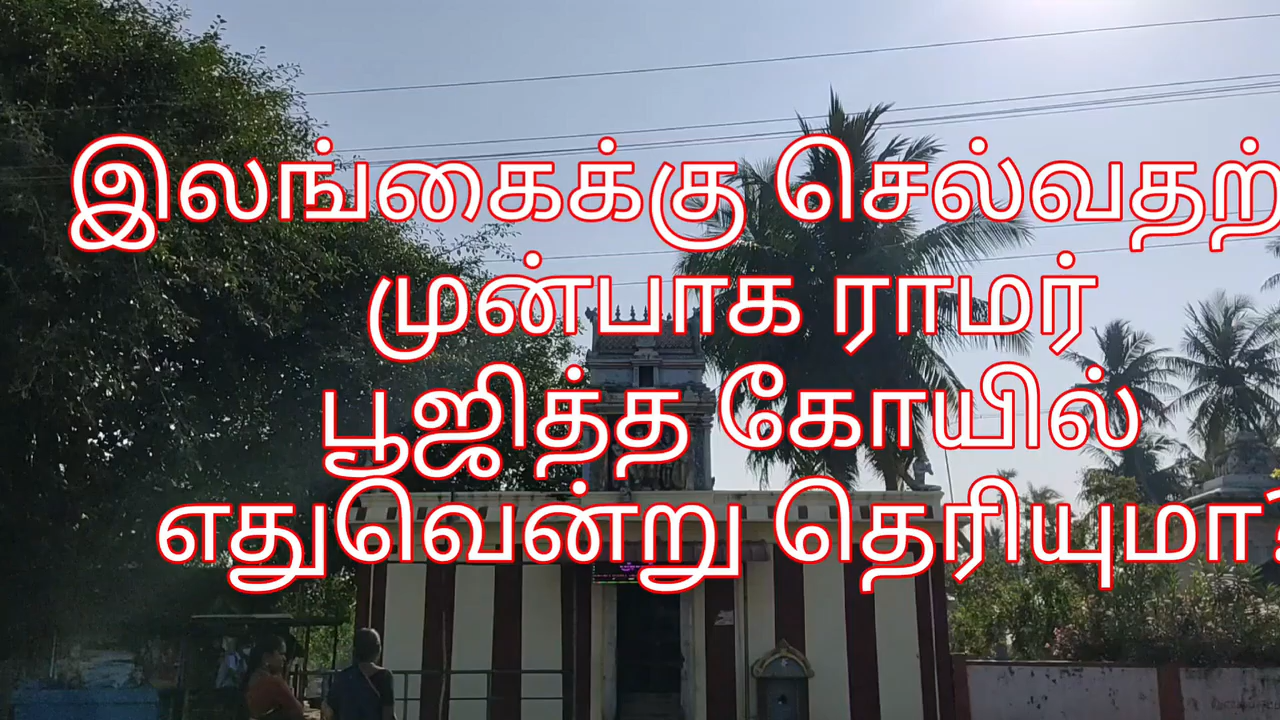 இலங்கைக்கு செல்வதற்
முன்பாக ராமர்
பூஜித்த கோயில்
எதுவென்று தெரியுமா?